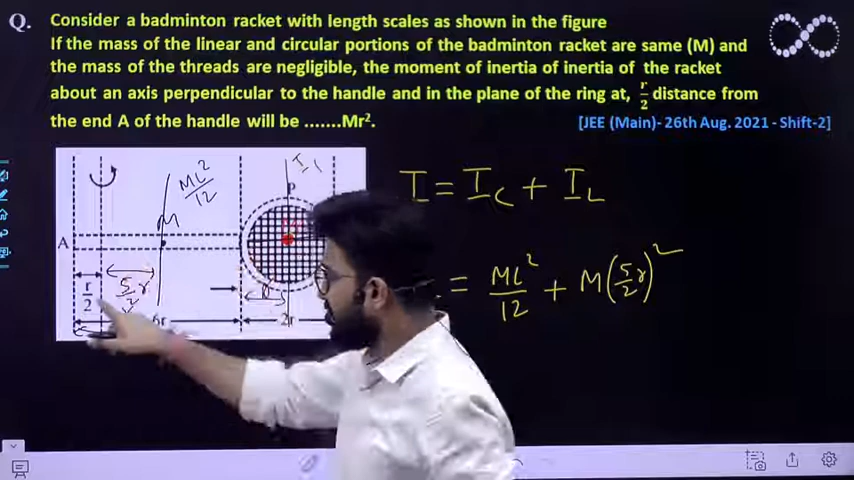 Q. Consider a badminton racket with length scales as shown in the figure
If the mass of the linear and circular portions of the badminton racket are same (M) and
the mass of the threads are negligible, the moment of inertia of inertia of the racket
about an axis perpendicular to the handle and in the plane of the ring at, r/2 distance from
the end A of the handle will be .......Mr².
[JEE (Main)- 26th Aug. 2021 - Shift-2]
ML²/12
M
A
r/2
5/2 r
6r
2r
I = I_C + I_L
= ML²/12 + M(5/2 r)²